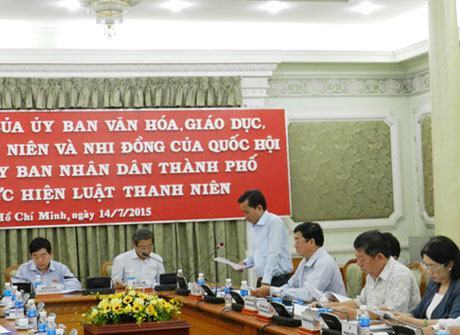 CỦA ỦY BAN VĂN HÓA, GIÁO DỤC,
NIÊN VÀ NHI ĐỒNG CỦA QUỐC HỘI
ỦY BAN NHÂN DÂN THÀNH PHỐ
ỰC HIỆN LUẬT THANH NIÊN
Hồ Chí Minh, ngày 14/7/2015